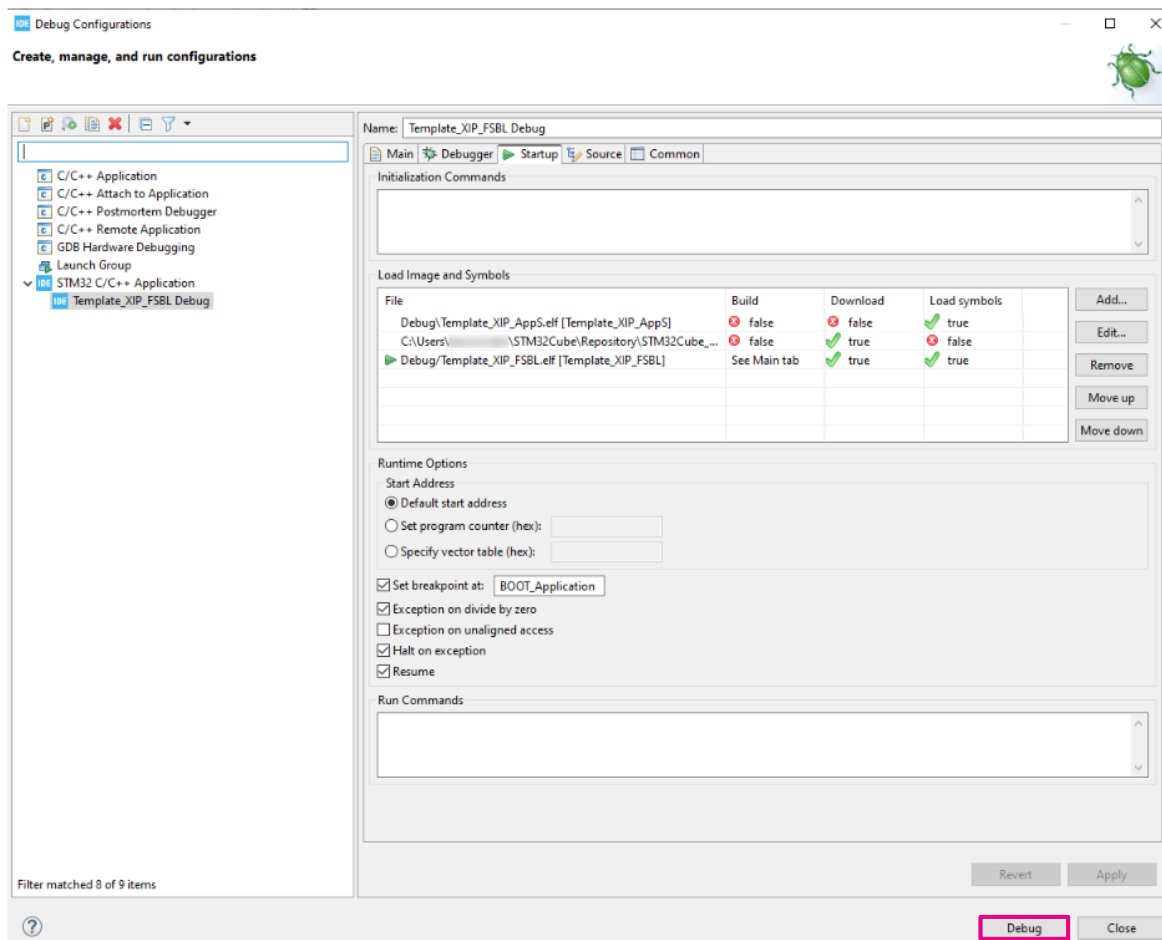 IDE Debug Configurations
Create, manage, and run configurations
Name: Template_XIP_FSBL Debug
Main Debugger Startup Source Common
C/C++ Application
C/C++ Attach to Application
C/C++ Postmortem Debugger
C/C++ Remote Application
GDB Hardware Debugging
Launch Group
IDE STM32 C/C++ Application
IDE Template_XIP_FSBL Debug
Filter matched 8 of 9 items
Initialization Commands
Load Image and Symbols
File Build Download Load symbols
Debug\Template_XIP_AppS.elf [Template_XIP_AppS] false false true
C:\Users\ \STM32Cube\Repository\STM32Cube_... false true false
Debug/Template_XIP_FSBL.elf [Template_XIP_FSBL] See Main tab true true
Add...
Edit...
Remove
Move up
Move down
Runtime Options
Start Address
Default start address
Set program counter (hex):
Specify vector table (hex):
Set breakpoint at: BOOT_Application
Exception on divide by zero
Exception on unaligned access
Halt on exception
Resume
Run Commands
Revert Apply
? Debug Close